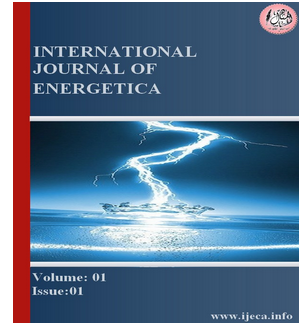 INTERNATIONAL
JOURNAL OF
ENERGETICA
Volume: 01
Issue:01
www.ijeca.info